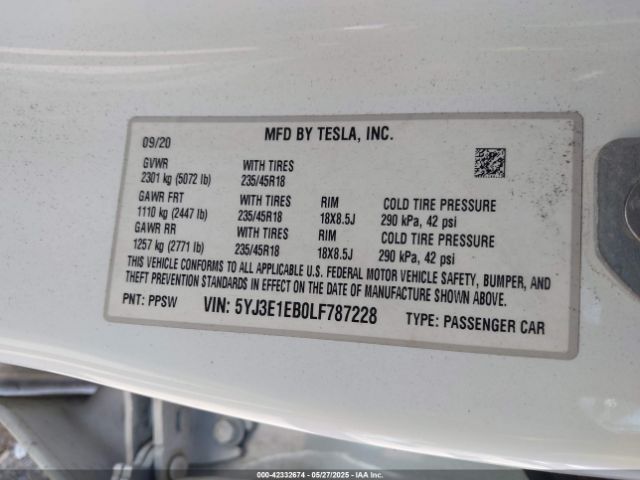 09/20 MFD BY TESLA, INC.
GVWR WITH TIRES
2301 kg (5072 lb) 235/45R18
GAWR FRT WITH TIRES RIM COLD TIRE PRESSURE
1110 kg (2447 lb) 235/45R18 18X8.5J 290 kPa, 42 psi
GAWR RR WITH TIRES RIM COLD TIRE PRESSURE
1257 kg (2771 lb) 235/45R18 18X8.5J 290 kPa, 42 psi
THIS VEHICLE CONFORMS TO ALL APPLICABLE U.S. FEDERAL MOTOR VEHICLE SAFETY, BUMPER, AND
THEFT PREVENTION STANDARDS IN EFFECT ON THE DATE OF MANUFACTURE SHOWN ABOVE.
PNT: PPSW VIN: 5YJ3E1EB0LF787228 TYPE: PASSENGER CAR
000-42332674 - 05/27/2025 - IAAI.COM